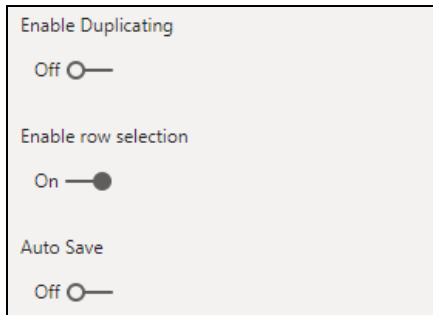 Enable Duplicating
Off
Enable row selection
On
Auto Save
Off